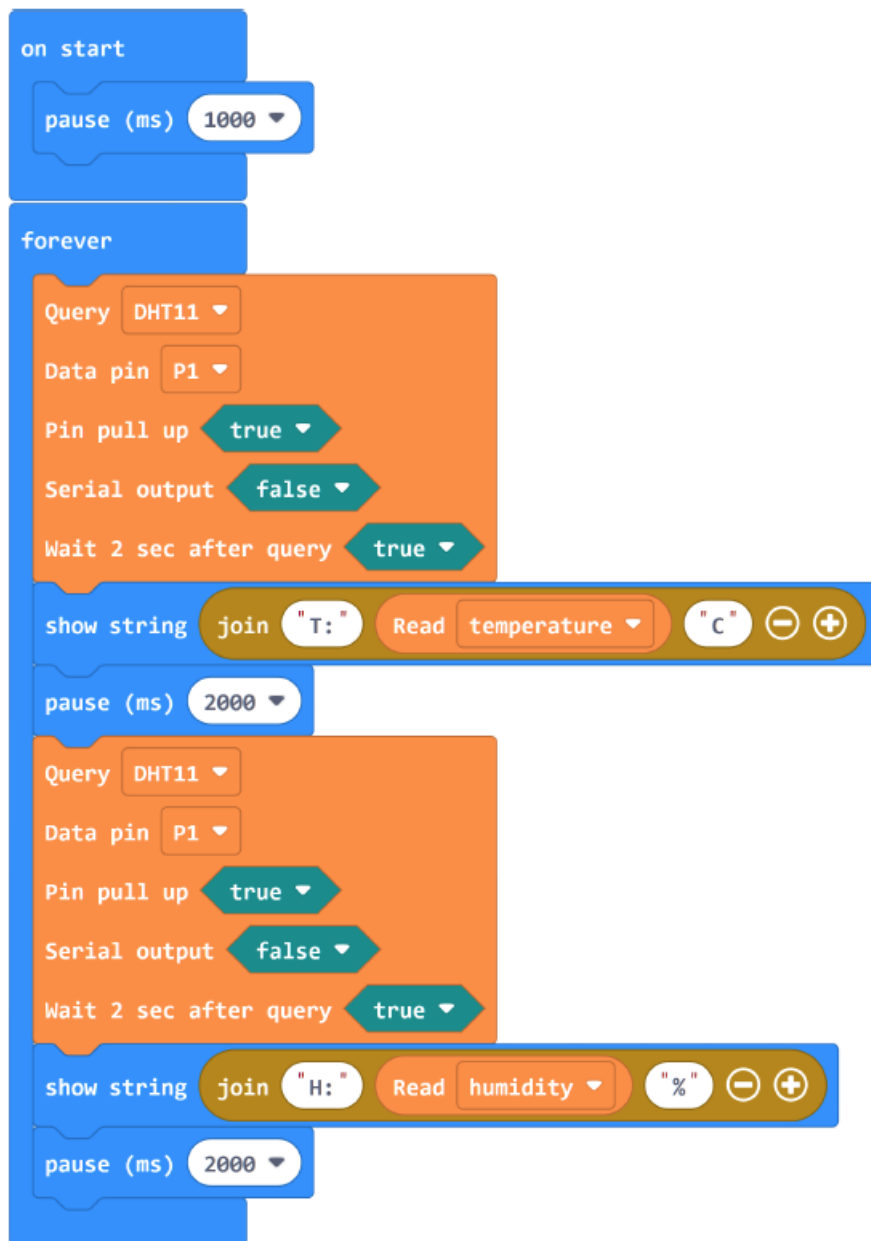 on start
pause (ms) 1000
forever
Query DHT11
Data pin P1
Pin pull up true
Serial output false
Wait 2 sec after query true
show string join "T:" Read temperature "C"
pause (ms) 2000
Query DHT11
Data pin P1
Pin pull up true
Serial output false
Wait 2 sec after query true
show string join "H:" Read humidity "%"
pause (ms) 2000